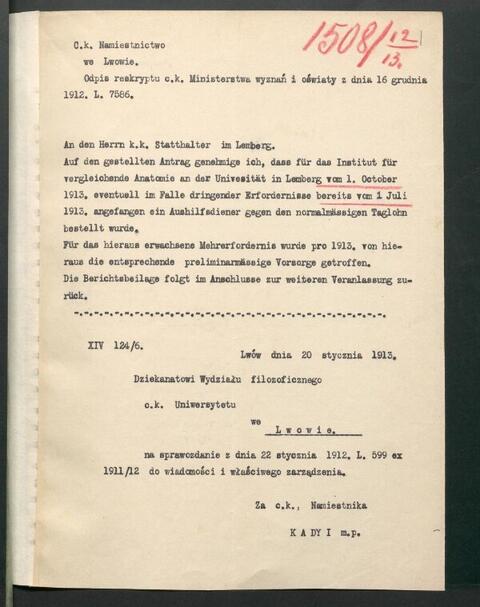 1508/12/13.
C.k. Namiestnictwo
we Lwowie.
Odpis reskryptu c.k. Ministerstwa wyznań i oświaty z dnia 16 grudnia
1912. L. 7586.
An den Herrn k.k. Statthalter im Lemberg.
Auf den gestellten Antrag genehmige ich, dass für das Institut für
vergleichende Anatomie an der Univesität in Lemberg vom 1. October
1913. eventuell im Falle dringender Erfordernisse bereits vom 1 Juli
1913. angefangen ein Aushilfsdiener gegen den normalmässigen Taglohn
bestellt wurde.
Für das hieraus erwachsene Mehrerfordernis wurde pro 1913. von hie-
raus die entsprechende preliminarmässige Vorsorge getroffen.
Die Berichtsbeilage folgt im Anschlusse zur weiteren Veranlassung zu-
rück.
XIV 124/6.
Lwów dnia 20 stycznia 1913.
Dziekanatowi Wydziału filozoficznego
c.k. Uniwersytetu
we
Lwowie.
na sprawozdanie z dnia 22 stycznia 1912. L. 599 ex
1911/12 do wiadomości i właściwego zarządzenia.
Za c.k., Namiestnika
KADYI m.p.